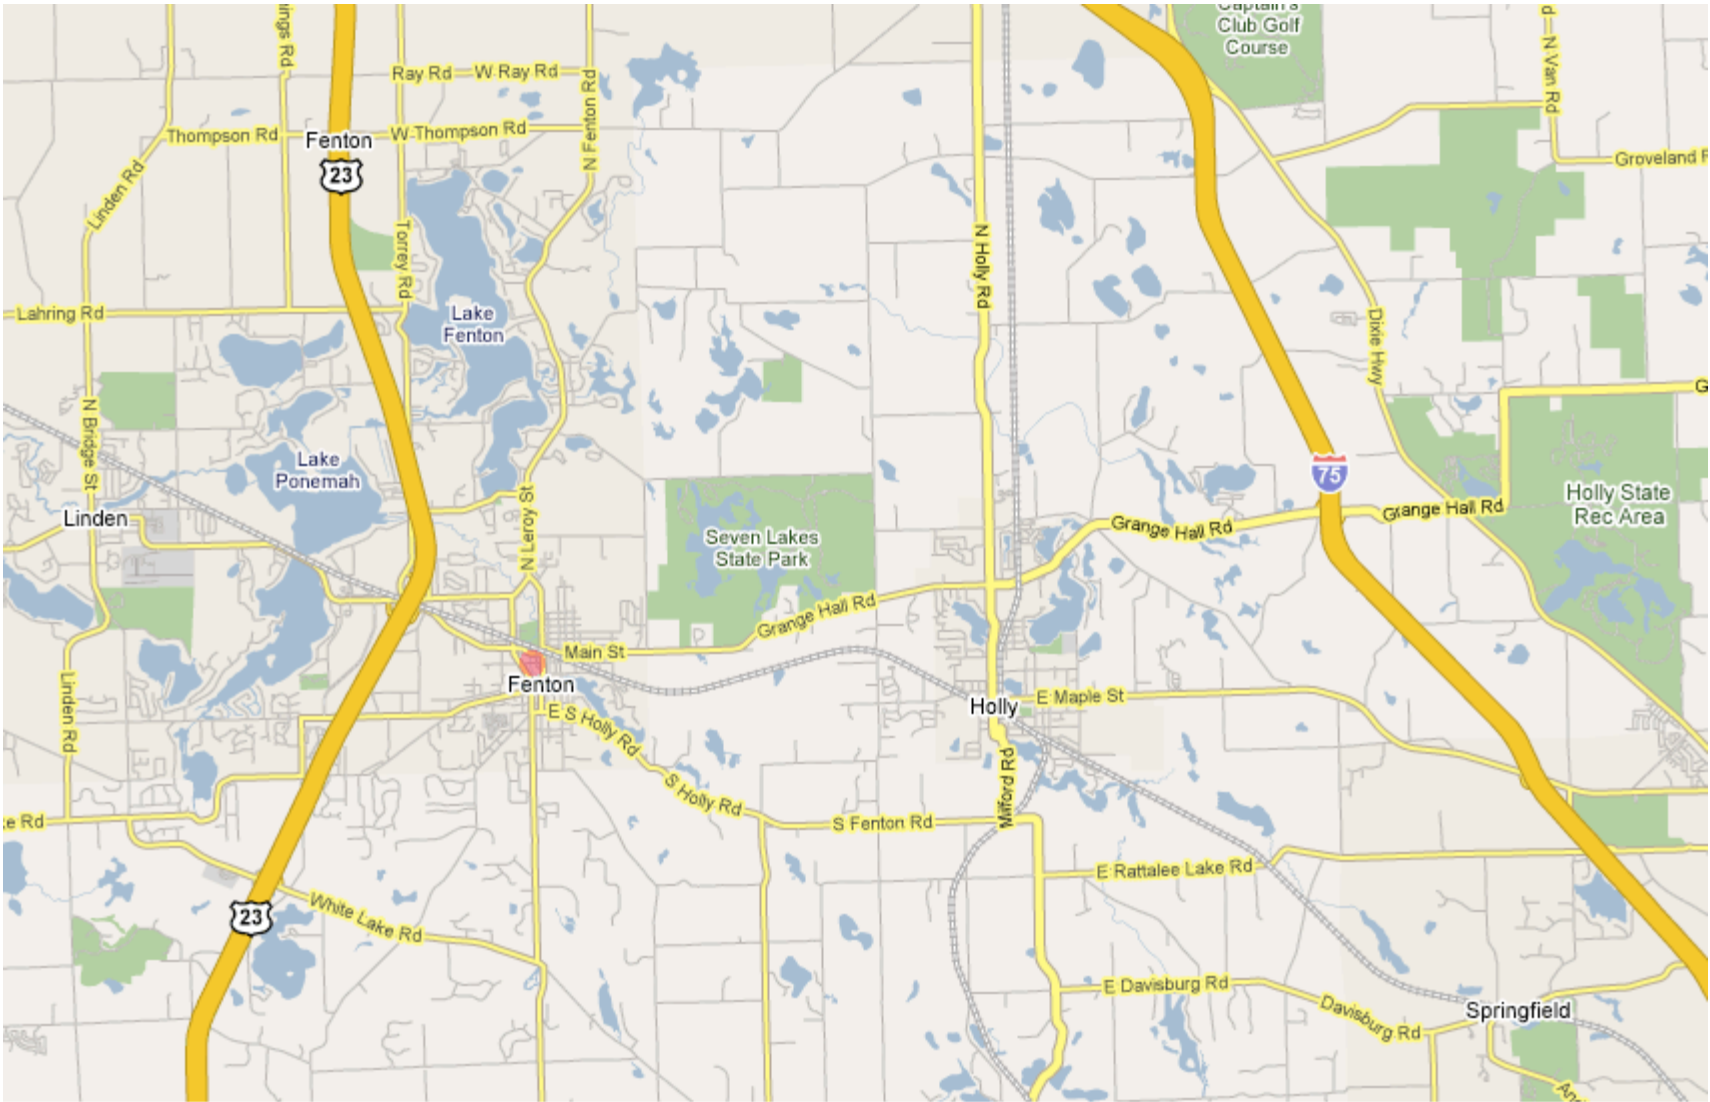 Captain's
Club Golf
Course
Ray Rd
W Ray Rd
N Fenton Rd
N Van Rd
Thompson Rd
Fenton
W Thompson Rd
23
Groveland
Linden Rd
Torrey Rd
N Holly Rd
Lahring Rd
Lake
Fenton
Dixie Hwy
N Bridge St
Lake
Ponemah
75
Linden
N Leroy St
Seven Lakes
State Park
Grange Hall Rd
Grange Hall Rd
Holly State
Rec Area
Grange Hall Rd
Main St
Fenton
Linden Rd
E S Holly Rd
Holly
E Maple St
S Holly Rd
Milford Rd
S Fenton Rd
E Rattalee Lake Rd
23
White Lake Rd
E Davisburg Rd
Davisburg Rd
Springfield